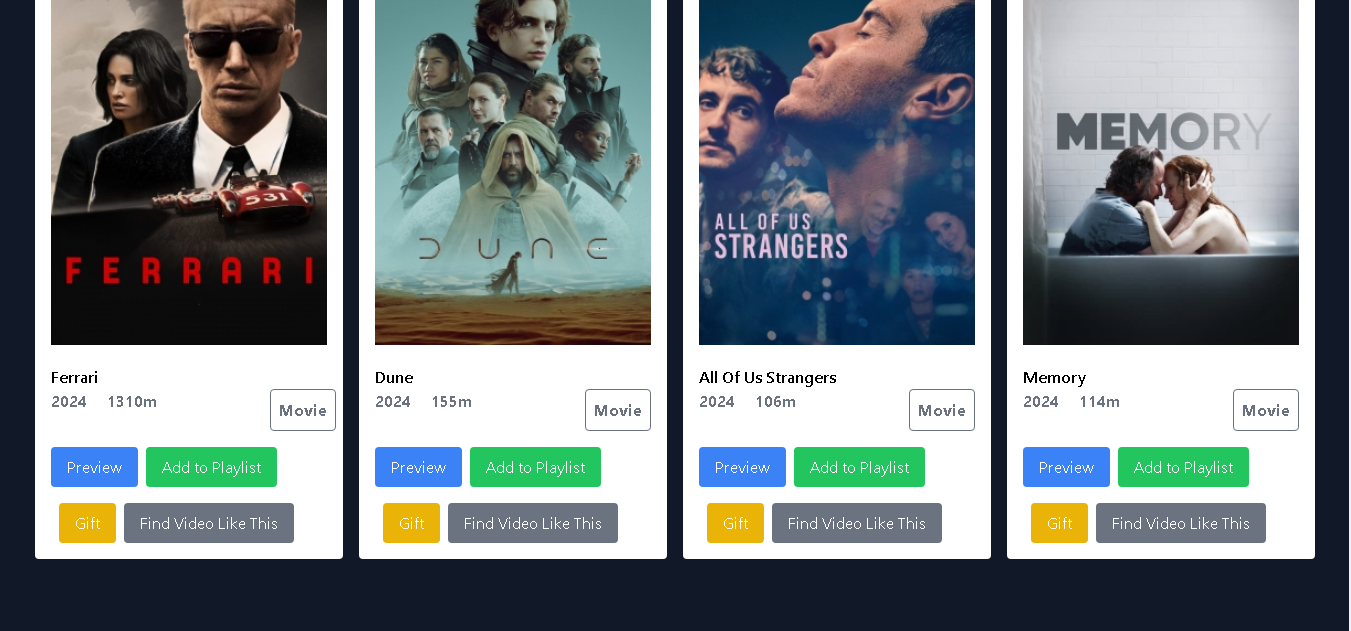 531
FERRARI
DUNE
ALL OF US
STRANGERS
MEMORY
Ferrari
2024 1310m
Movie
Preview Add to Playlist
Gift Find Video Like This
Dune
2024 155m
Movie
Preview Add to Playlist
Gift Find Video Like This
All Of Us Strangers
2024 106m
Movie
Preview Add to Playlist
Gift Find Video Like This
Memory
2024 114m
Movie
Preview Add to Playlist
Gift Find Video Like This